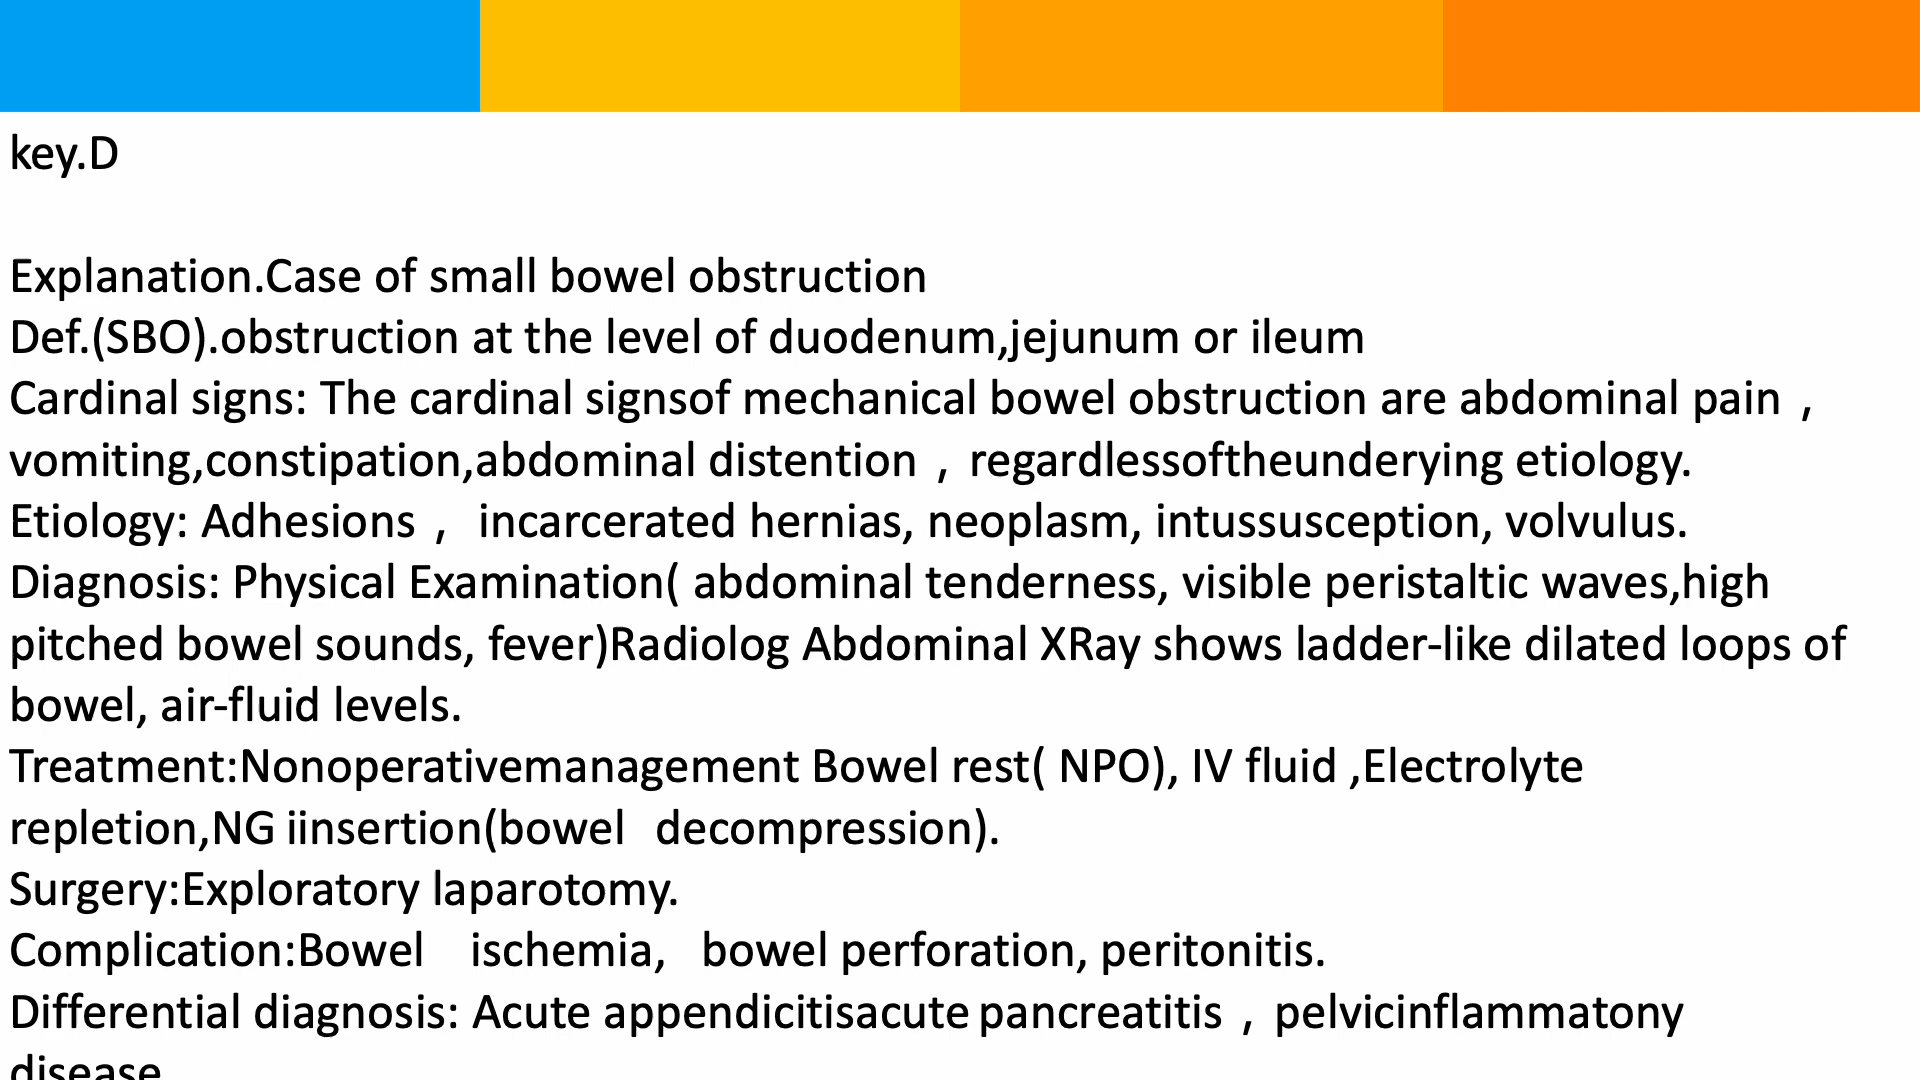 key.D
Explanation.Case of small bowel obstruction
Def.(SBO).obstruction at the level of duodenum,jejunum or ileum
Cardinal signs: The cardinal signsof mechanical bowel obstruction are abdominal pain，
vomiting,constipation,abdominal distention，regardlessoftheunderying etiology.
Etiology: Adhesions， incarcerated hernias, neoplasm, intussusception, volvulus.
Diagnosis: Physical Examination( abdominal tenderness, visible peristaltic waves,high
pitched bowel sounds, fever)Radiolog Abdominal XRay shows ladder-like dilated loops of
bowel, air-fluid levels.
Treatment:Nonoperativemanagement Bowel rest( NPO), IV fluid ,Electrolyte
repletion,NG iinsertion(bowel decompression).
Surgery:Exploratory laparotomy.
Complication:Bowel ischemia, bowel perforation, peritonitis.
Differential diagnosis: Acute appendicitisacute pancreatitis，pelvicinflammatony
disease